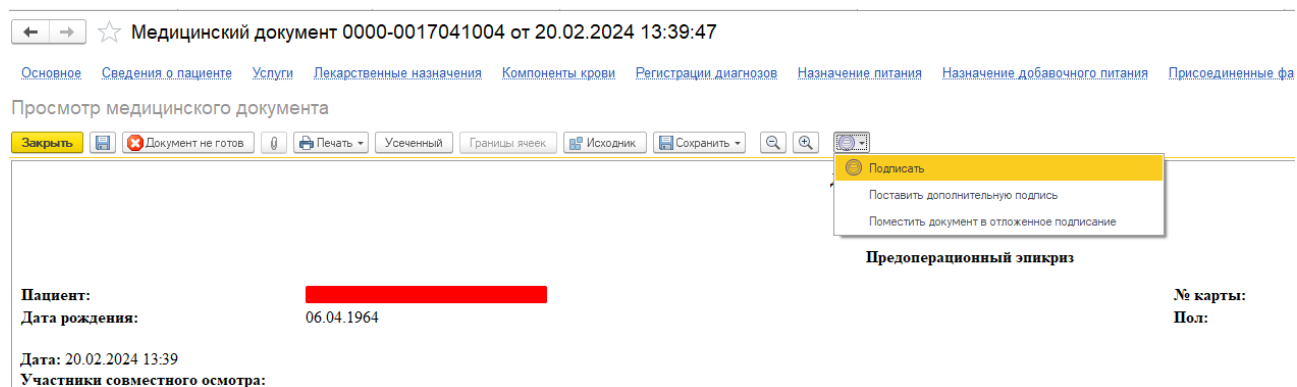 Медицинский документ 0000-0017041004 от 20.02.2024 13:39:47
Основное Сведения о пациенте Услуги Лекарственные назначения Компоненты крови Регистрации диагнозов Назначение питания Назначение добавочного питания Присоединенные фа
Просмотр медицинского документа
Закрыть Документ не готов Печать Усеченный Границы ячеек Исходник Сохранить
Подписать
Поставить дополнительную подпись
Поместить документ в отложенное подписание
Предоперационный эпикриз
Пациент: № карты:
Дата рождения: 06.04.1964 Пол:
Дата: 20.02.2024 13:39
Участники совместного осмотра: